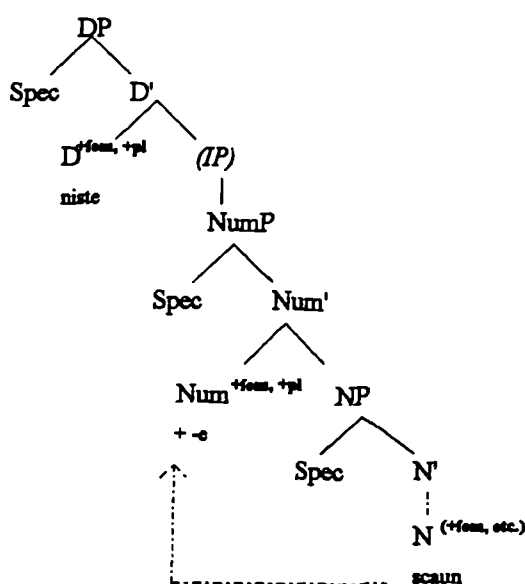 DP
Spec D'
D+fem, +pl (IP)
niste
NumP
Spec Num'
Num+fem, +pl NP
+ -e
Spec N'
N (+fem, etc.)
scaun